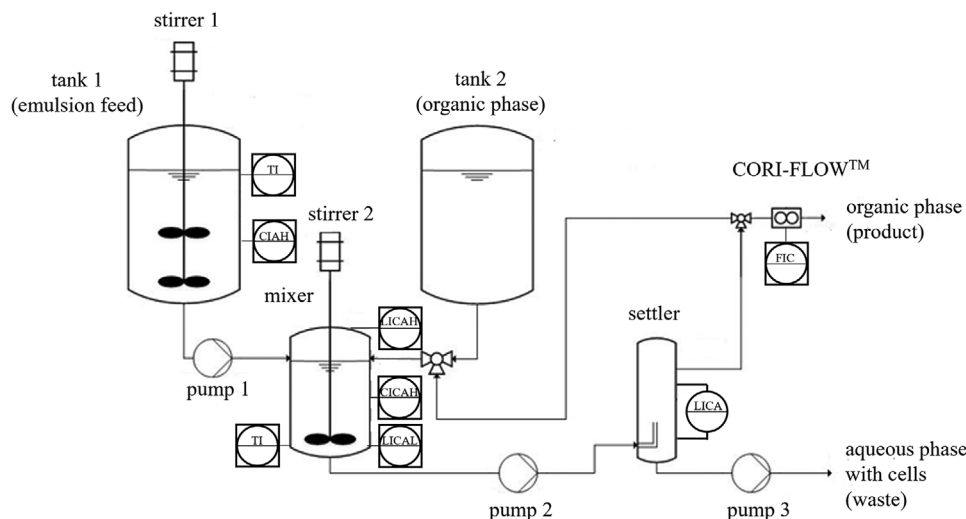 stirrer 1
tank 1
(emulsion feed)
tank 2
(organic phase)
TI
CIAH
stirrer 2
mixer
LICAH
CICAH
LICAL
TI
pump 1
CORI-FLOW™
organic phase
(product)
FIC
settler
LICA
pump 2
pump 3
aqueous phase
with cells
(waste)